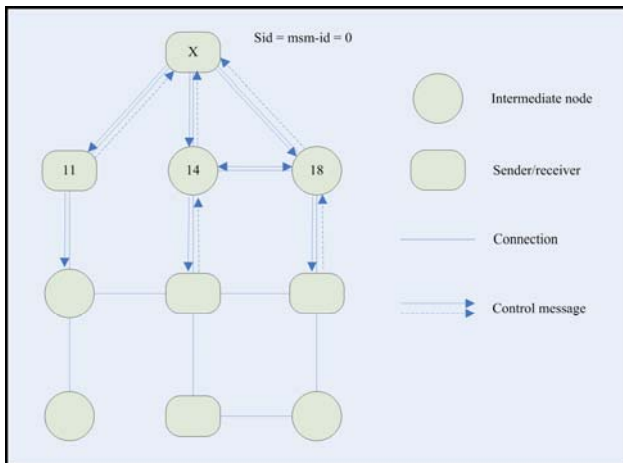 Sid = msm-id = 0
X
Intermediate node
11
14
18
Sender/receiver
Connection
Control message